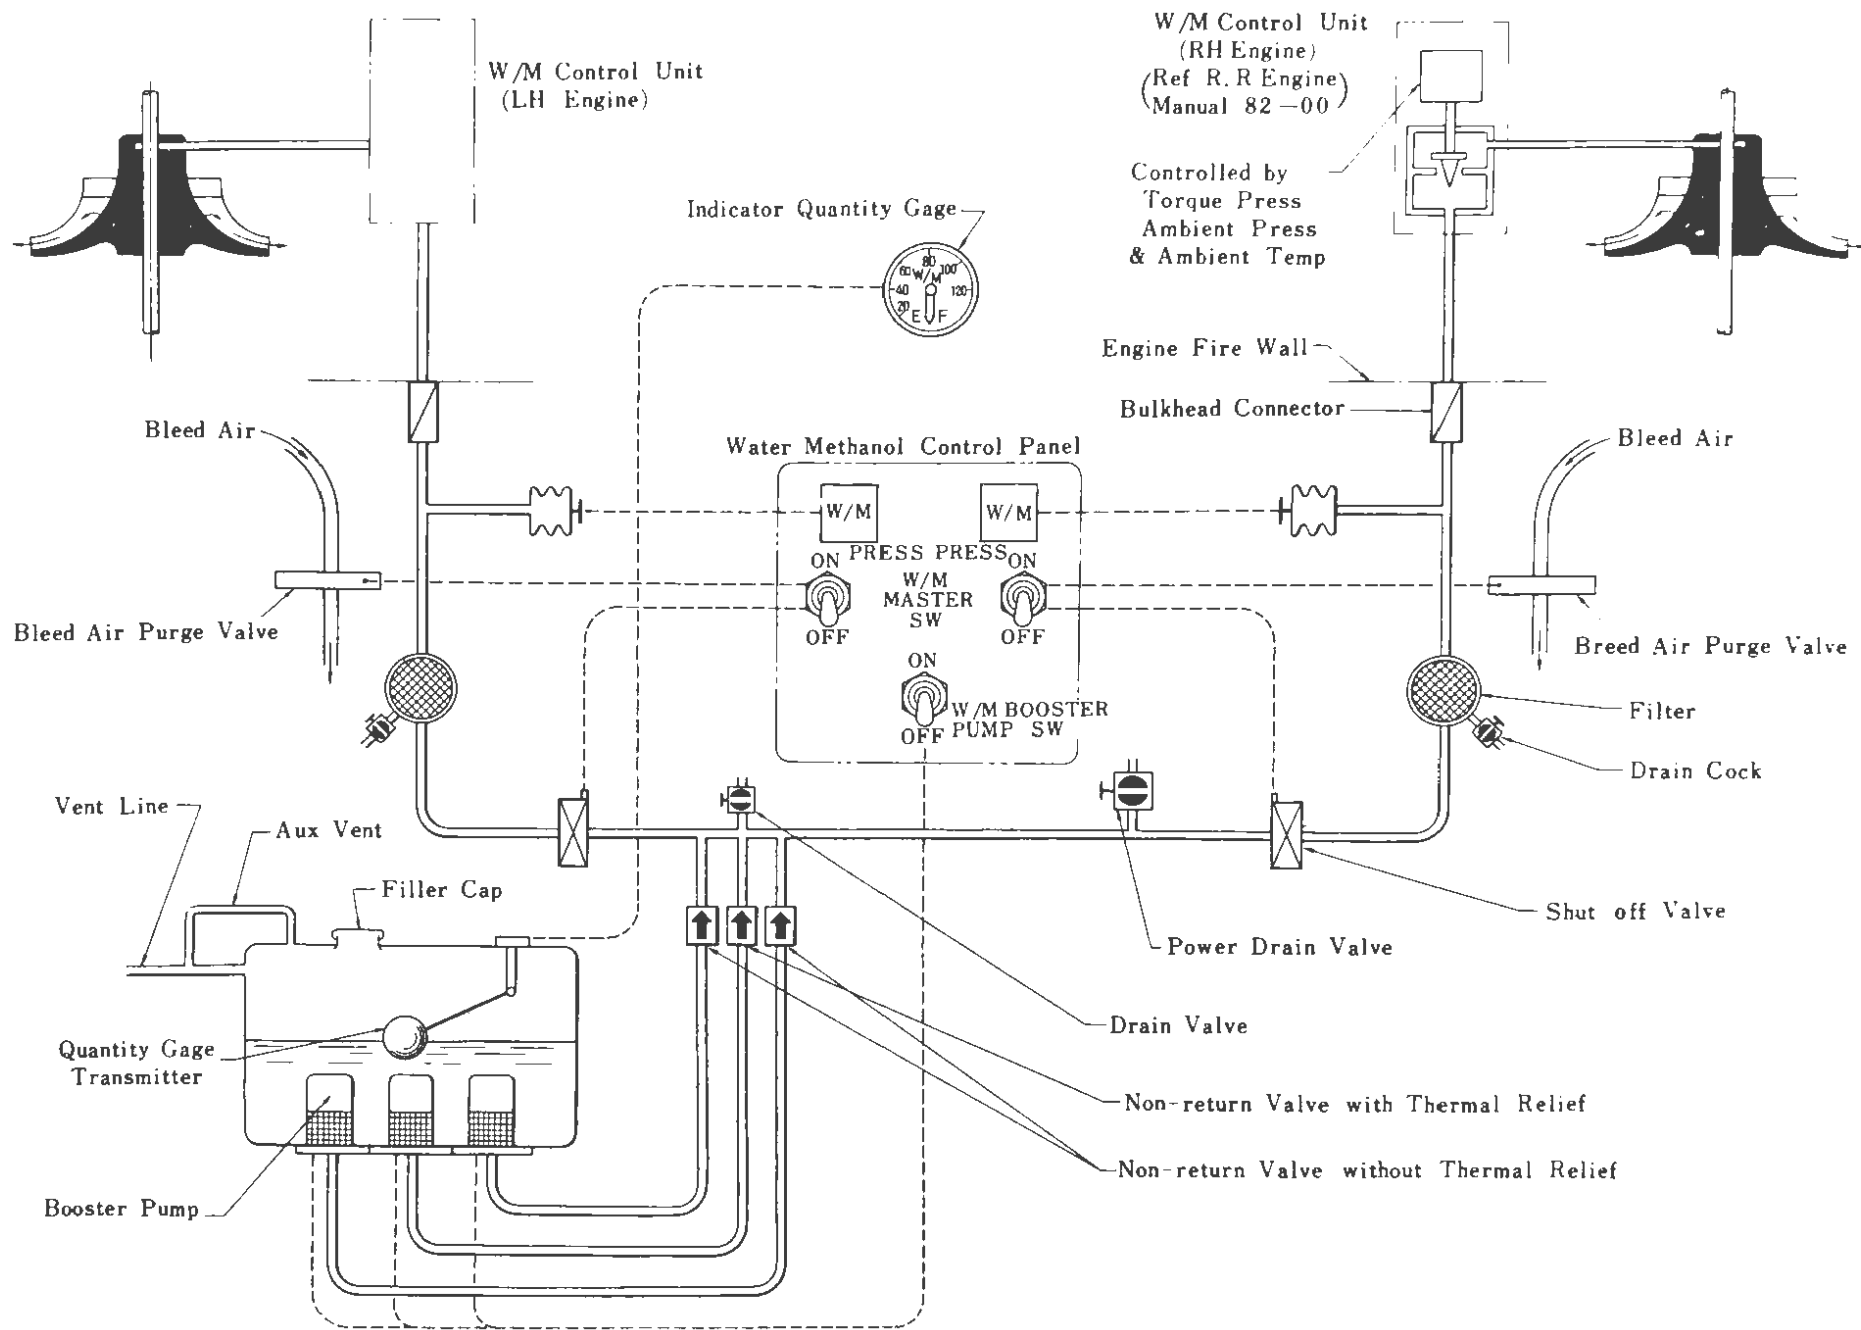 W/M Control Unit
(LH Engine)
W/M Control Unit
(RH Engine)
(Ref R. R Engine)
(Manual 82-00)
Controlled by
Torque Press
Ambient Press
& Ambient Temp
Indicator Quantity Gage
80
60 W/M 100
40 120
20
E F
Engine Fire Wall
Bulkhead Connector
Bleed Air
Bleed Air
Water Methanol Control Panel
W/M W/M
PRESS PRESS
ON ON
W/M
MASTER
SW
OFF OFF
ON
W/M BOOSTER
PUMP SW
OFF
Bleed Air Purge Valve
Breed Air Purge Valve
Filter
Drain Cock
Vent Line
Aux Vent
Filler Cap
Shut off Valve
Power Drain Valve
Drain Valve
Quantity Gage
Transmitter
Non-return Valve with Thermal Relief
Non-return Valve without Thermal Relief
Booster Pump